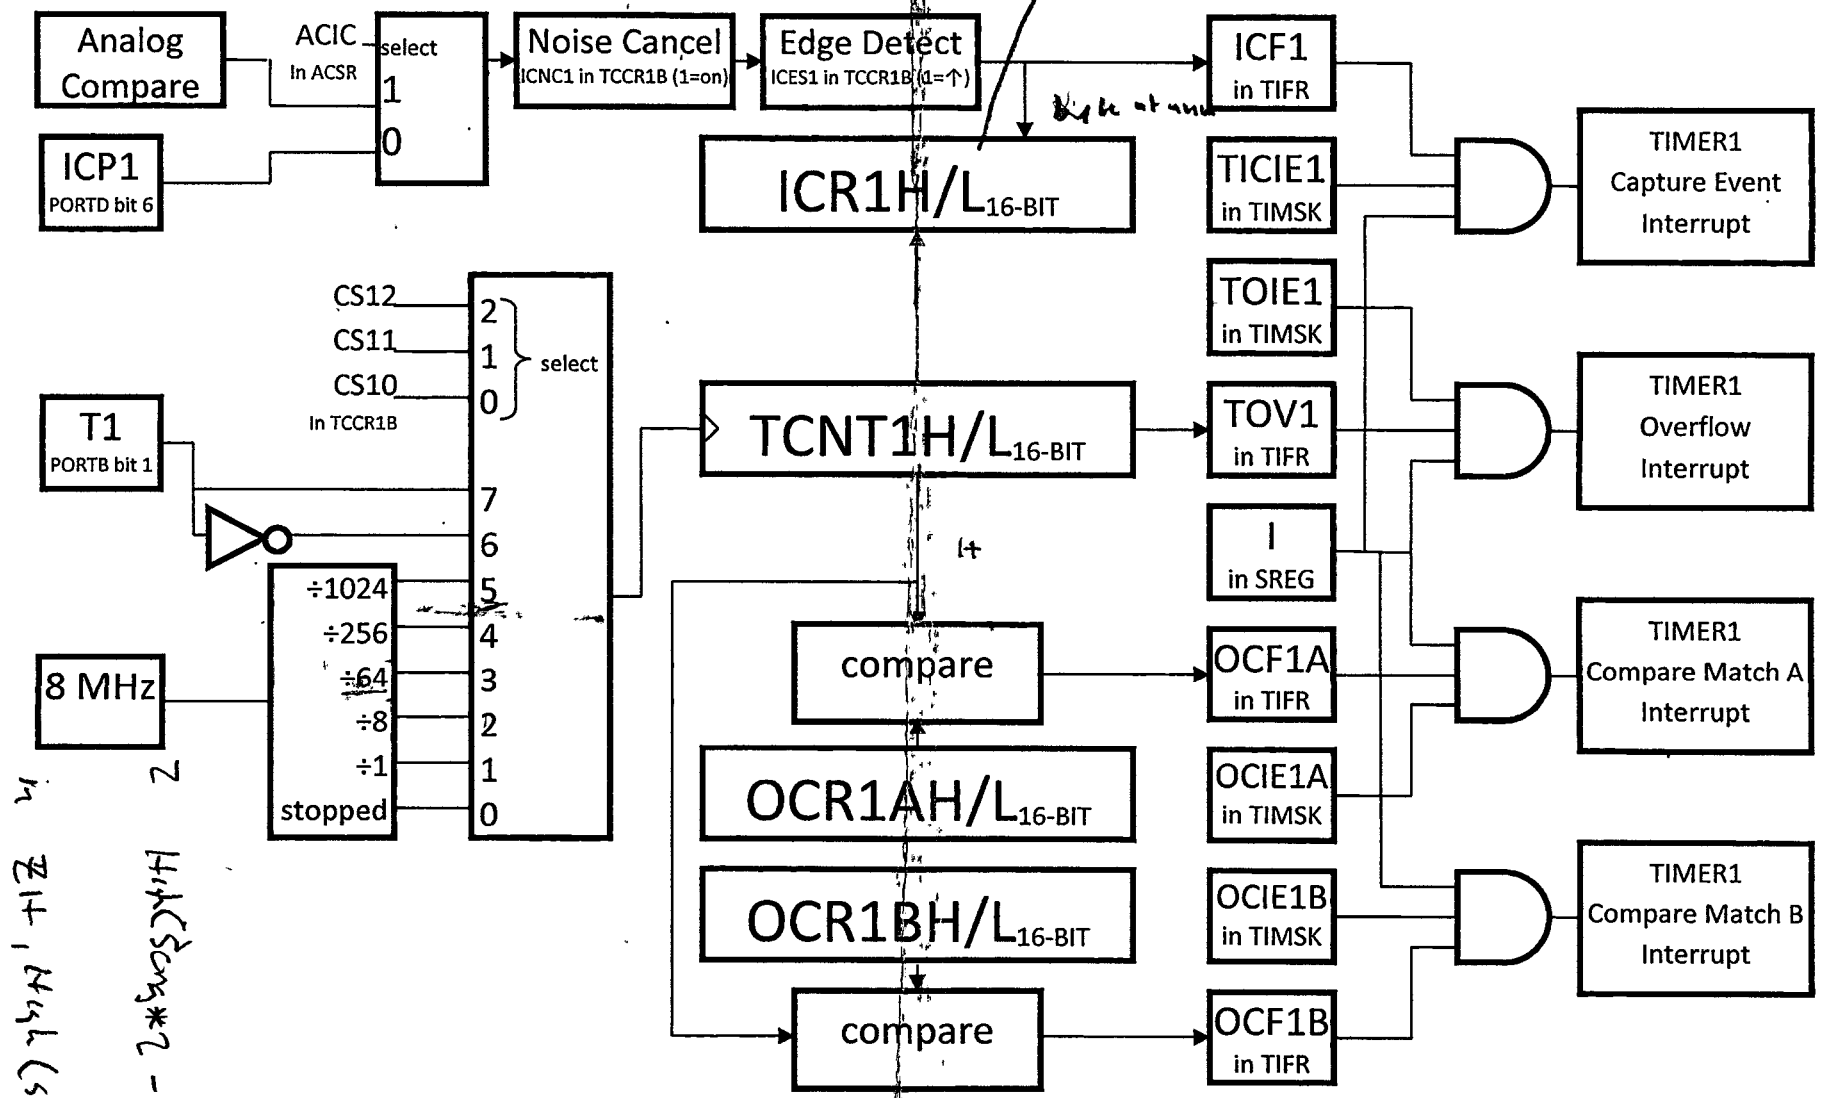 Analog
Compare
ACIC
In ACSR
select
1
0
Noise Cancel
ICNC1 in TCCR1B (1=on)
Edge Detect
ICES1 in TCCR1B (1=↑)
ICF1
in TIFR
ICP1
PORTD bit 6
ICR1H/L16-BIT
TICIE1
in TIMSK
TIMER1
Capture Event
Interrupt
TOIE1
in TIMSK
CS12
CS11
CS10
In TCCR1B
2
1
0
select
T1
PORTB bit 1
7
6
5
4
3
2
1
0
TCNT1H/L16-BIT
TOV1
in TIFR
TIMER1
Overflow
Interrupt
I
in SREG
÷1024
÷256
÷64
÷8
÷1
stopped
8 MHz
compare
OCF1A
in TIFR
TIMER1
Compare Match A
Interrupt
OCR1AH/L16-BIT
OCIE1A
in TIMSK
OCR1BH/L16-BIT
OCIE1B
in TIMSK
TIMER1
Compare Match B
Interrupt
compare
OCF1B
in TIFR